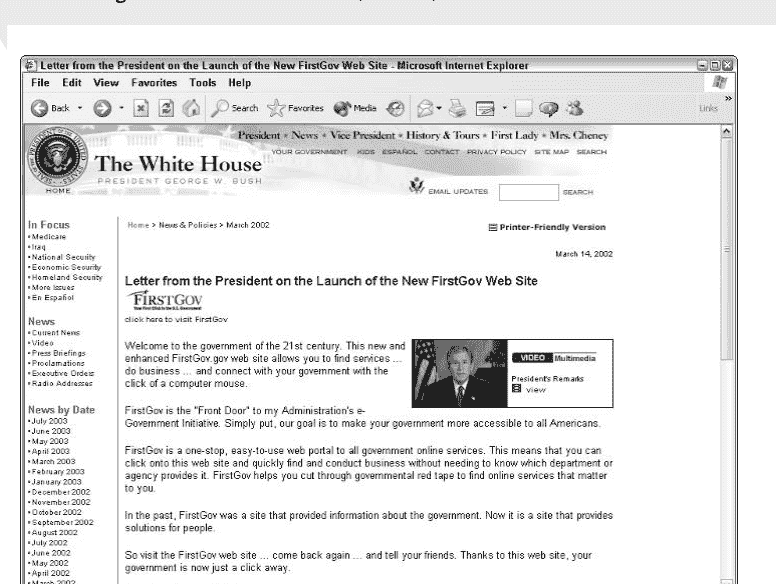 Letter from the President on the Launch of the New FirstGov Web Site - Microsoft Internet Explorer
File Edit View Favorites Tools Help
Back Search Favorites Media Links
President * News * Vice President * History & Tours * First Lady * Mrs. Cheney
YOUR GOVERNMENT KIDS ESPAÑOL CONTACT PRIVACY POLICY SITE MAP SEARCH
The White House
PRESIDENT GEORGE W. BUSH
HOME
EMAIL UPDATES SEARCH
Home > News & Policies > March 2002
Printer-Friendly Version
March 14, 2002
In Focus
• Medicare
• Iraq
• National Security
• Economic Security
• Homeland Security
• More Issues
• En Español
News
• Current News
• Video
• Press Briefings
• Proclamations
• Executive Orders
• Radio Addresses
News by Date
• July 2003
• June 2003
• May 2003
• April 2003
• March 2003
• February 2003
• January 2003
• December 2002
• November 2002
• October 2002
• September 2002
• August 2002
• July 2002
• June 2002
• May 2002
• April 2002
• March 2002
Letter from the President on the Launch of the New FirstGov Web Site
FIRSTGOV
click here to visit FirstGov
Welcome to the government of the 21st century. This new and
enhanced FirstGov.gov web site allows you to find services ...
do business ... and connect with your government with the
click of a computer mouse.
VIDEO Multimedia
President's Remarks
view
FirstGov is the "Front Door" to my Administration's e-
Government Initiative. Simply put, our goal is to make your government more accessible to all Americans.
FirstGov is a one-stop, easy-to-use web portal to all government online services. This means that you can
click onto this web site and quickly find and conduct business without needing to know which department or
agency provides it. FirstGov helps you cut through governmental red tape to find online services that matter
to you.
In the past, FirstGov was a site that provided information about the government. Now it is a site that provides
solutions for people.
So visit the FirstGov web site ... come back again ... and tell your friends. Thanks to this web site, your
government is now just a click away.